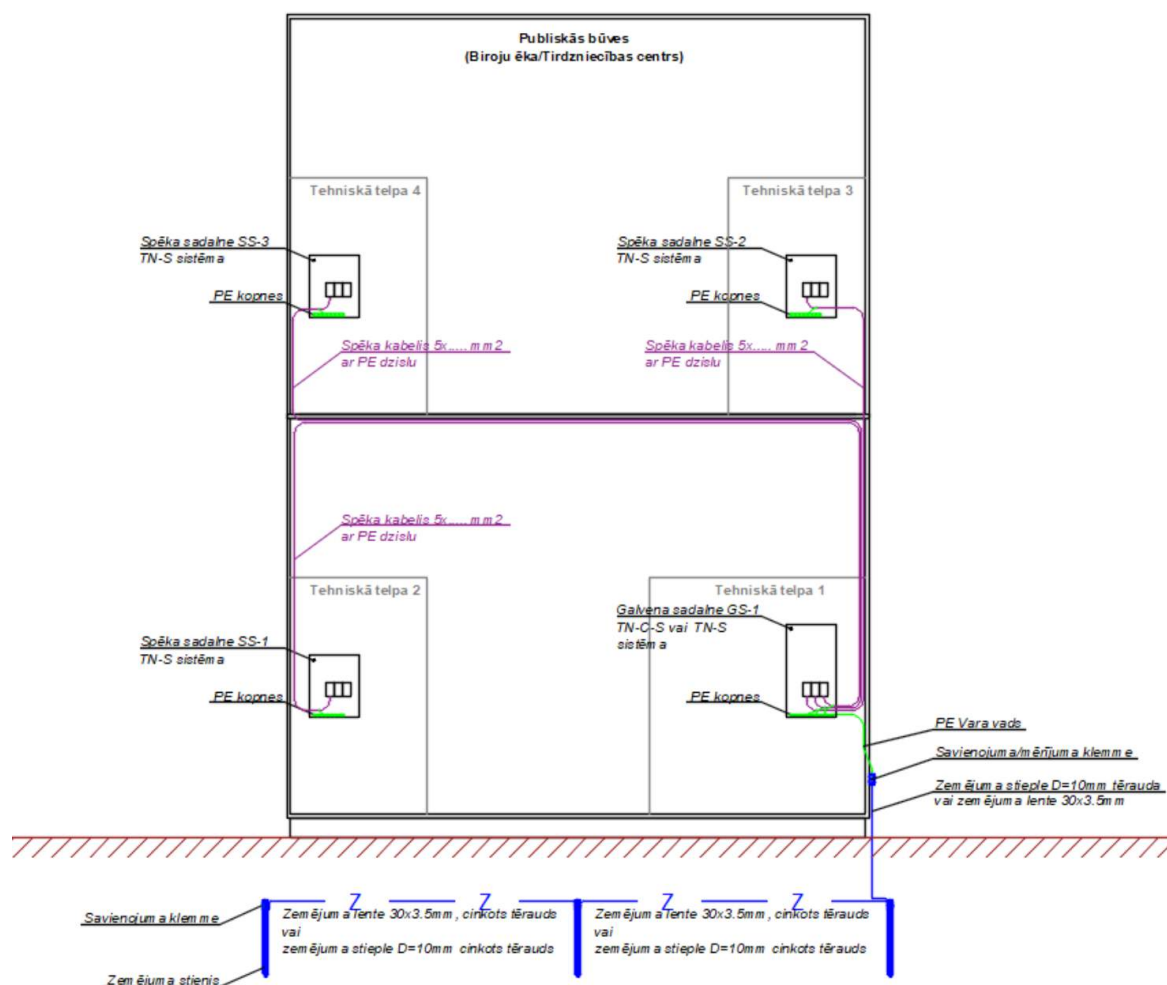 Publiskās būves
(Biroju ēka/Tirdzniecības centrs)
Tehniskā telpa 4
Tehniskā telpa 3
Spēka sadalne SS-3
TN-S sistēma
Spēka sadalne SS-2
TN-S sistēma
PE kopnes
PE kopnes
Spēka kabelis 5x..... mm2
ar PE dzislu
Spēka kabelis 5x..... mm2
ar PE dzislu
Spēka kabelis 5x..... mm2
ar PE dzislu
Tehniskā telpa 2
Tehniskā telpa 1
Galvena sadalne GS-1
TN-C-S vai TN-S
sistēma
Spēka sadalne SS-1
TN-S sistēma
PE kopnes
PE kopnes
PE Vara vads
Savienojuma/mērījuma klemme
Zemējuma stieple D=10mm tērauda
vai zemējuma lente 30x3.5mm
Z Z Z Z
Savienojuma klemme
Zemējuma lente 30x3.5mm, cinkots tērauds
vai
zemējuma stieple D=10mm cinkots tērauds
Zemējuma lente 30x3.5mm, cinkots tērauds
vai
zemējuma stieple D=10mm cinkots tērauds
Zemējuma stienis